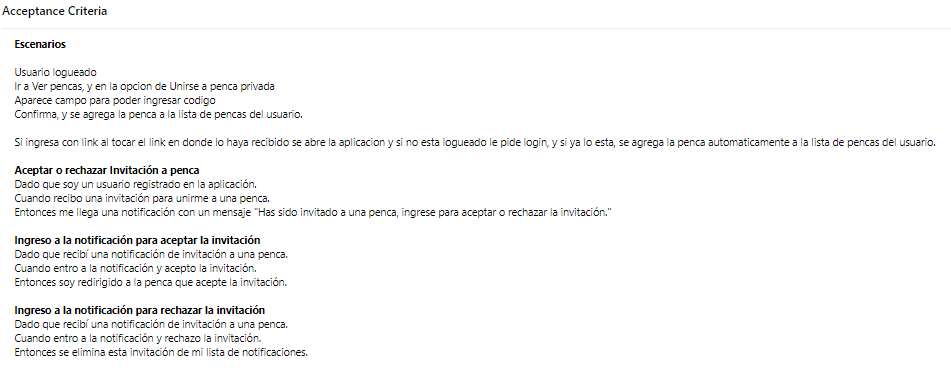 Acceptance Criteria
Escenarios
Usuario logueado
Ir a Ver pencas, y en la opcion de Unirse a penca privada
Aparece campo para poder ingresar codigo
Confirma, y se agrega la penca a la lista de pencas del usuario.
Si ingresa con link al tocar el link en donde lo haya recibido se abre la aplicacion y si no esta logueado le pide login, y si ya lo esta, se agrega la penca automaticamente a la lista de pencas del usuario.
Aceptar o rechazar Invitación a penca
Dado que soy un usuario registrado en la aplicación.
Cuando recibo una invitación para unirme a una penca.
Entonces me llega una notificación con un mensaje "Has sido invitado a una penca, ingrese para aceptar o rechazar la invitación."
Ingreso a la notificación para aceptar la invitación
Dado que recibí una notificación de invitación a una penca.
Cuando entro a la notificación y acepto la invitación.
Entonces soy redirigido a la penca que acepte la invitación.
Ingreso a la notificación para rechazar la invitación
Dado que recibí una notificación de invitación a una penca.
Cuando entro a la notificación y rechazo la invitación.
Entonces se elimina esta invitación de mi lista de notificaciones.